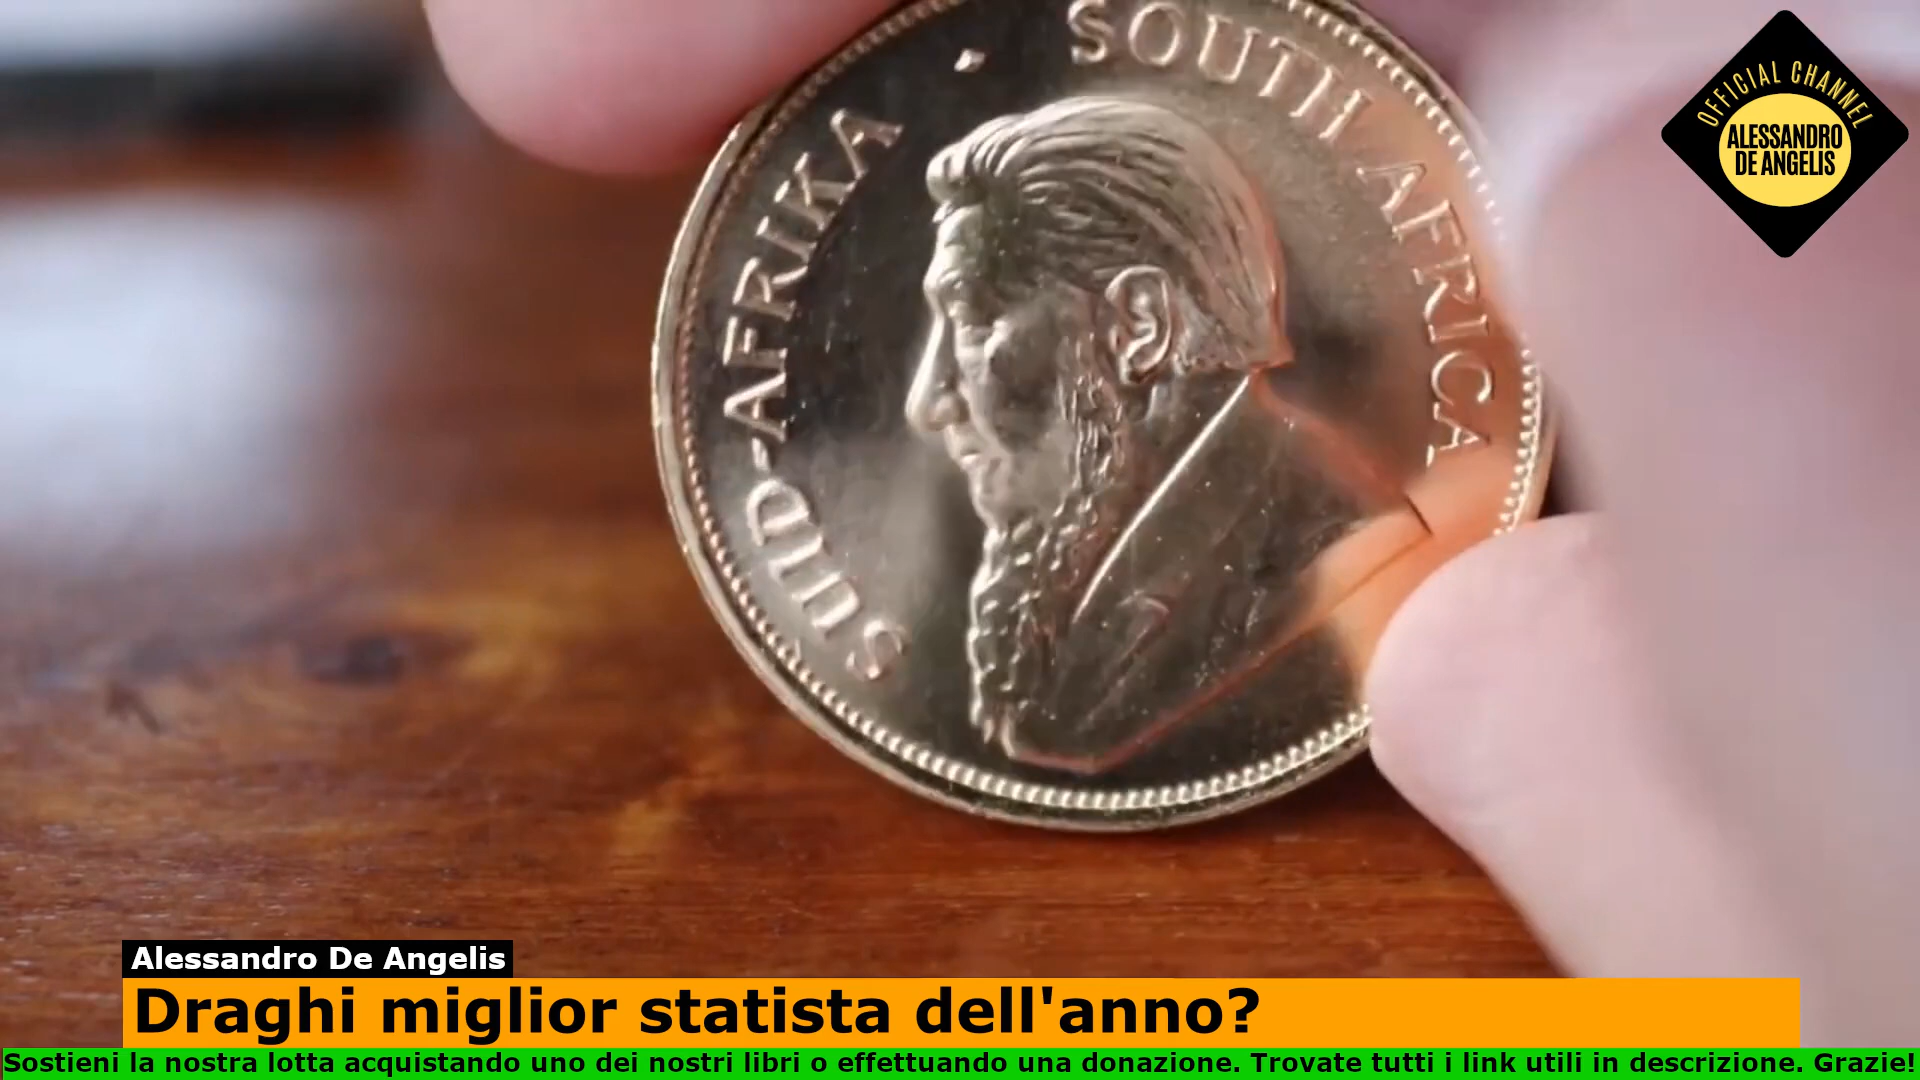 SUID-AFRIKA · SOUTH AFRICA
OFFICIAL CHANNEL
ALESSANDRO
DE ANGELIS
Alessandro De Angelis
Draghi miglior statista dell'anno?
Sostieni la nostra lotta acquistando uno dei nostri libri o effettuando una donazione. Trovate tutti i link utili in descrizione. Grazie!